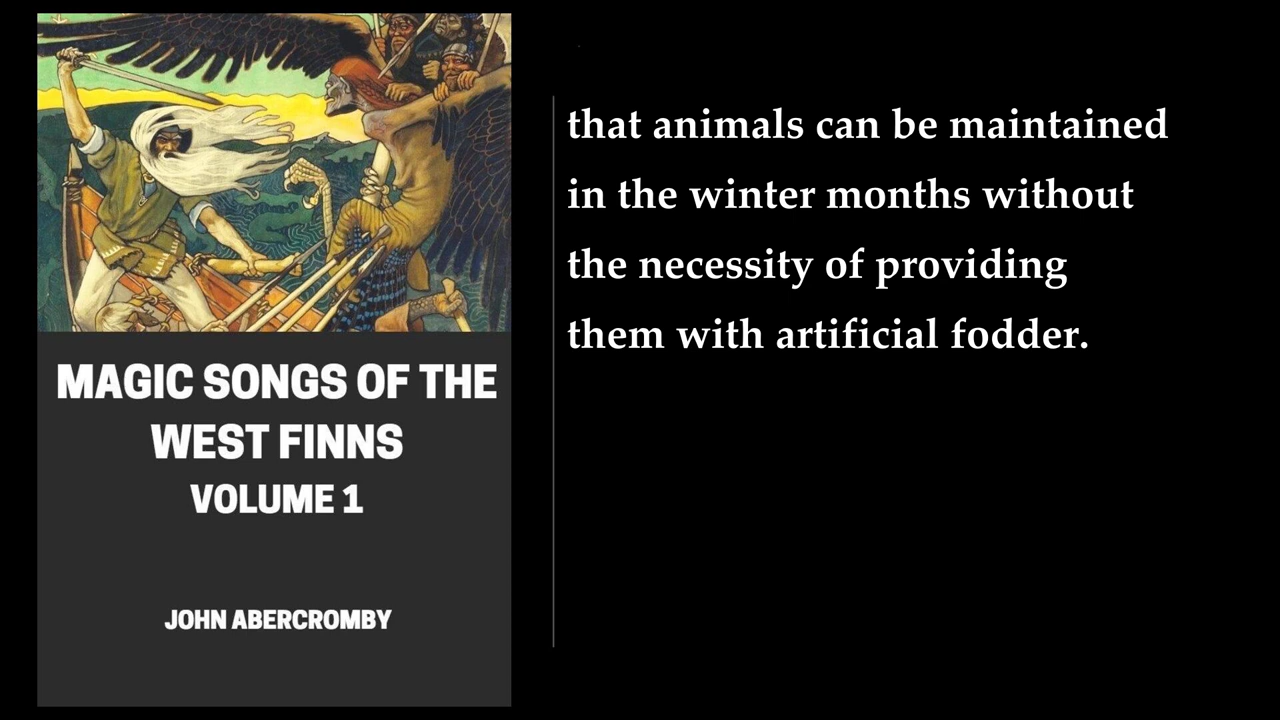 MAGIC SONGS OF THE
WEST FINNS
VOLUME 1
JOHN ABERCROMBY
that animals can be maintained
in the winter months without
the necessity of providing
them with artificial fodder.